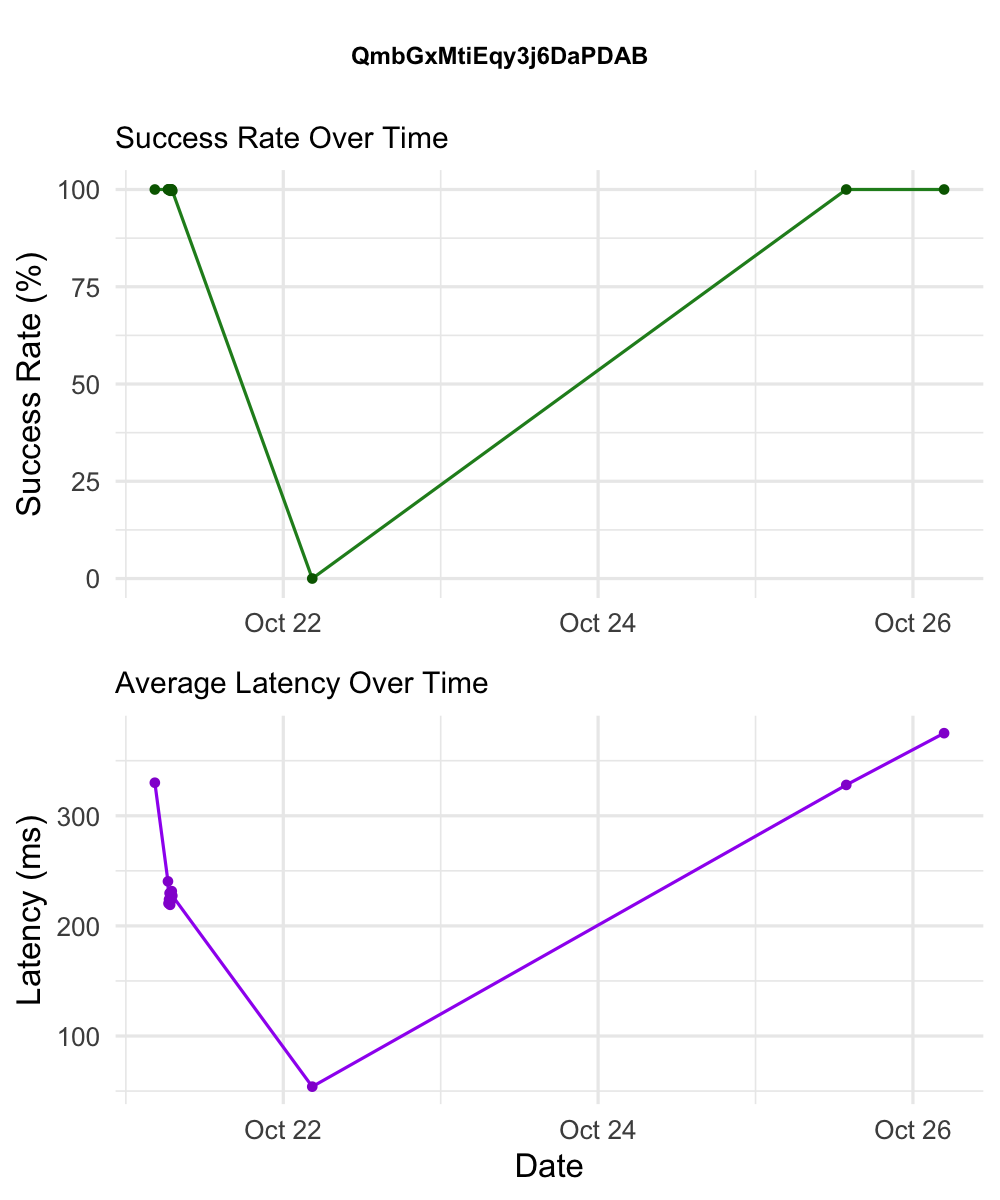 QmbGxMtiEqy3j6DaPDAB
Success Rate Over Time
Success Rate (%)
100
75
50
25
0
Oct 22 Oct 24 Oct 26
Average Latency Over Time
Latency (ms)
300
200
100
Oct 22 Oct 24 Oct 26
Date